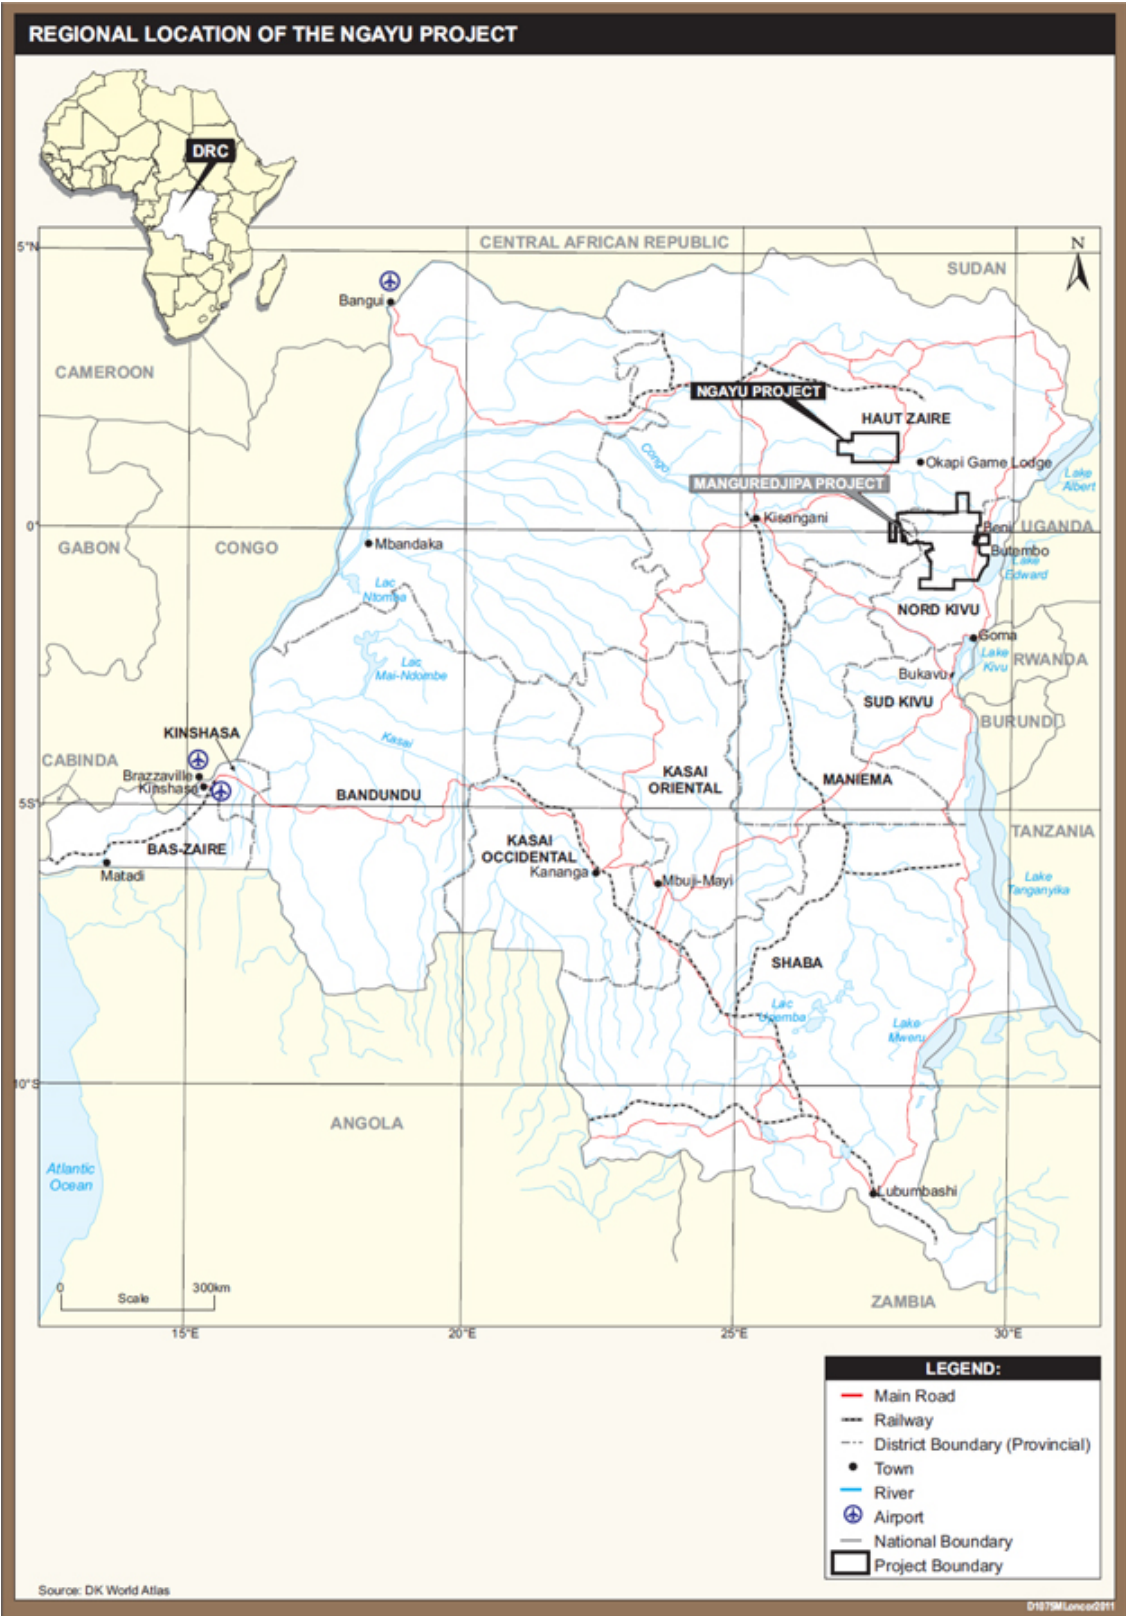 REGIONAL LOCATION OF THE NGAYU PROJECT
DRC
5°N
CENTRAL AFRICAN REPUBLIC
N
SUDAN
Bangui
CAMEROON
NGAYU PROJECT
HAUT ZAIRE
Congo
Okapi Game Lodge
Lake
Albert
MANGUREDJIPA PROJECT
Kisangani
0°
Beni
UGANDA
GABON
CONGO
Mbandaka
Butembo
Lake
Edward
Lac
Ntomba
NORD KIVU
Goma
Lac
Mai-Ndombe
Lake
Kivu
RWANDA
Bukavu
SUD KIVU
BURUNDI
KINSHASA
Kasai
CABINDA
Brazzaville
Kinshasa
KASAI
ORIENTAL
MANIEMA
BANDUNDU
5°S
TANZANIA
KASAI
OCCIDENTAL
BAS-ZAIRE
Kananga
Matadi
Mbuji-Mayi
Lake
Tanganyika
SHABA
Lac
Upemba
Lake
Mweru
10°S
ANGOLA
Atlantic
Ocean
Lubumbashi
0
300km
Scale
ZAMBIA
15°E
20°E
25°E
30°E
LEGEND:
Main Road
Railway
District Boundary (Provincial)
Town
River
Airport
National Boundary
Project Boundary
Source: DK World Atlas
D1075MLoncor2011